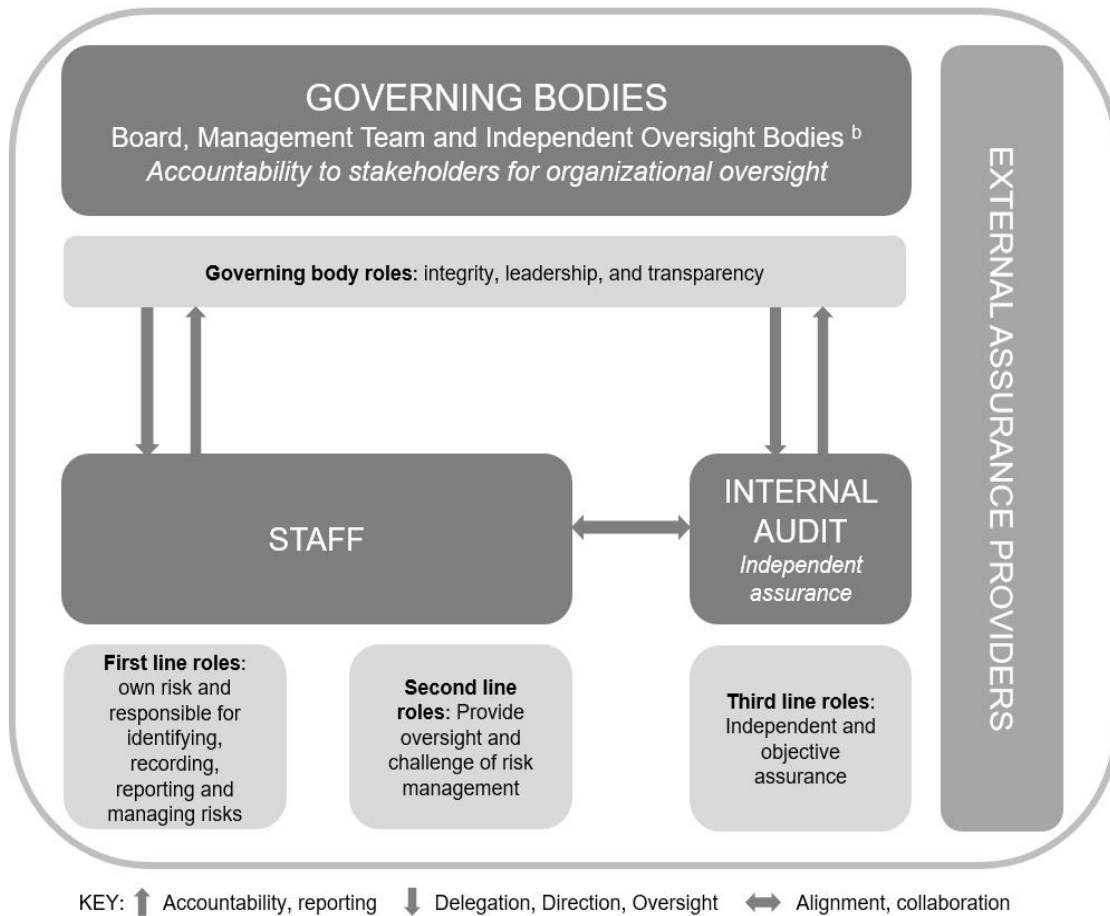 GOVERNING BODIES
Board, Management Team and Independent Oversight Bodies ᵇ
Accountability to stakeholders for organizational oversight
EXTERNAL ASSURANCE PROVIDERS
Governing body roles: integrity, leadership, and transparency
STAFF
INTERNAL
AUDIT
Independent
assurance
First line roles:
own risk and
responsible for
identifying,
recording,
reporting and
managing risks
Second line
roles: Provide
oversight and
challenge of risk
management
Third line roles:
Independent and
objective
assurance
KEY: Accountability, reporting Delegation, Direction, Oversight Alignment, collaboration